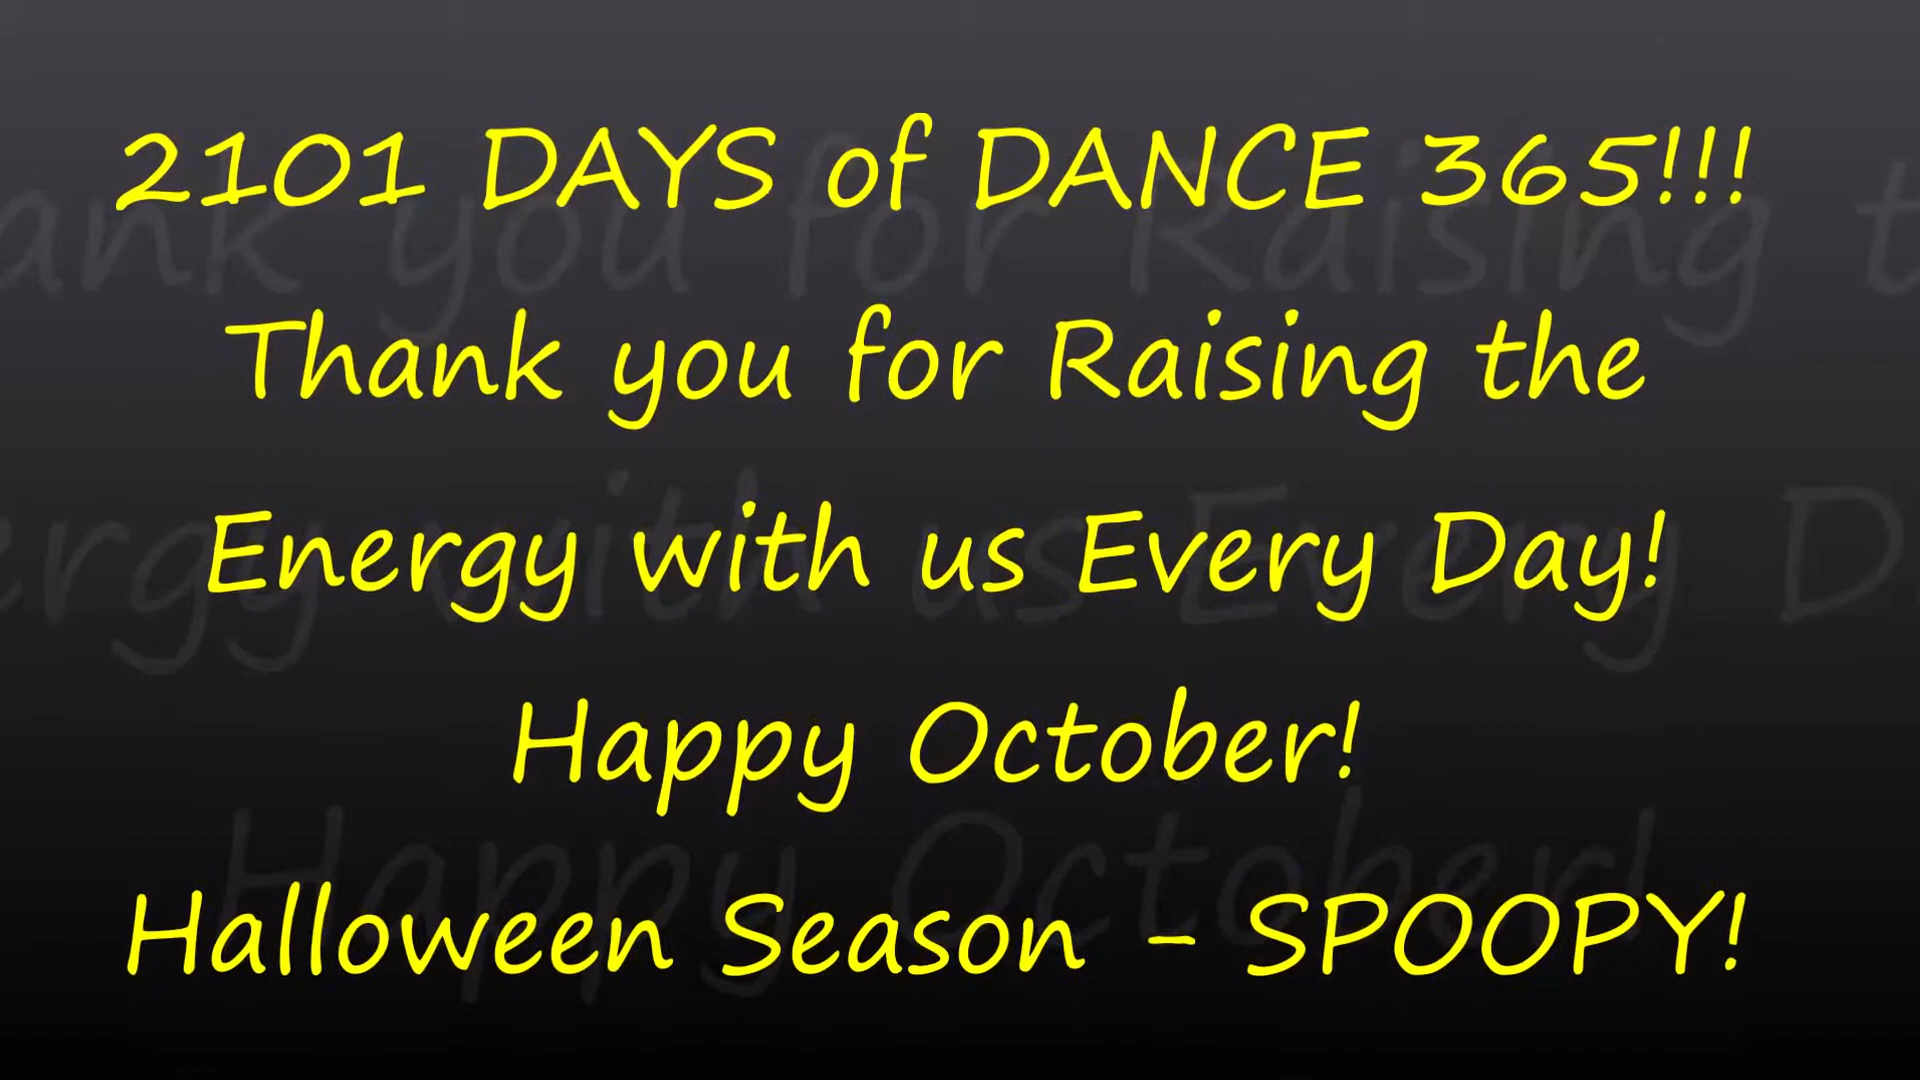 2101 DAYS of DANCE 365!!!
Thank you for Raising the
Energy with us Every Day!
Happy October!
Halloween Season - SPOOPY!